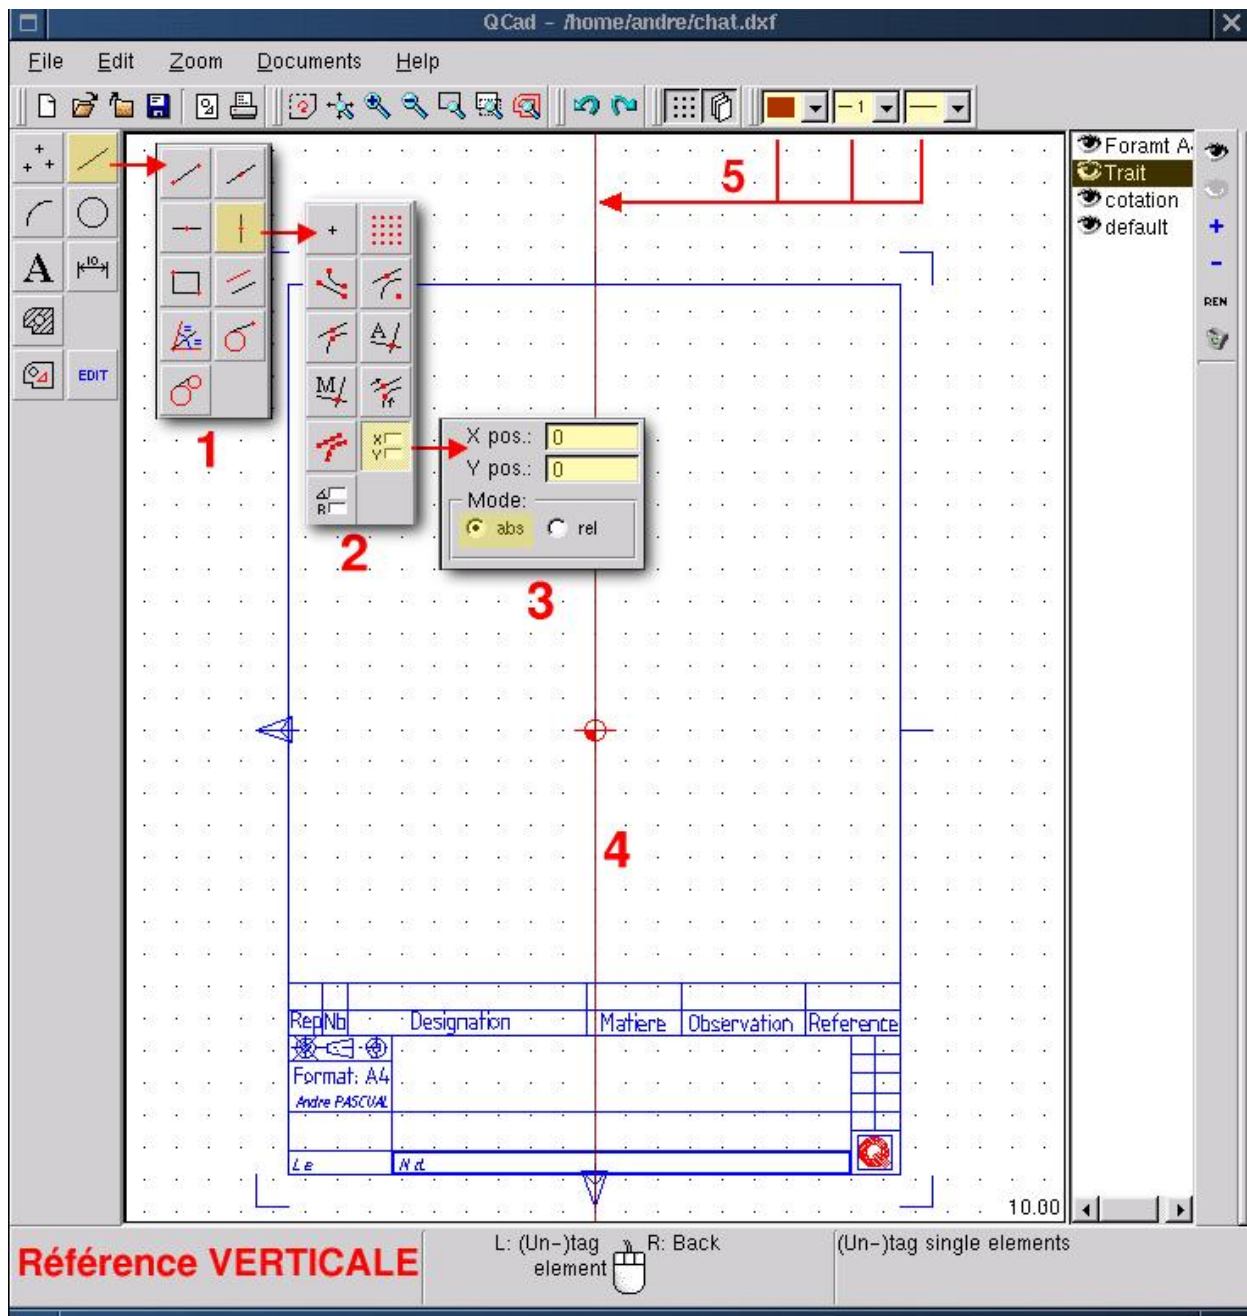 QCad - /home/andre/chat.dxf
File Edit Zoom Documents Help
1
Foramt A
Trait
cotation
default
REN
5
A
10
EDIT
A
M
X
Y
R
1
2
X pos.: 0
Y pos.: 0
Mode:
abs rel
3
4
Rep Nb Designation Matiere Observation Reference
Format: A4
Andre PASCUAL
Le
N d.
10.00
Référence VERTICALE
L: (Un-)tag element
R: Back
(Un-)tag single elements